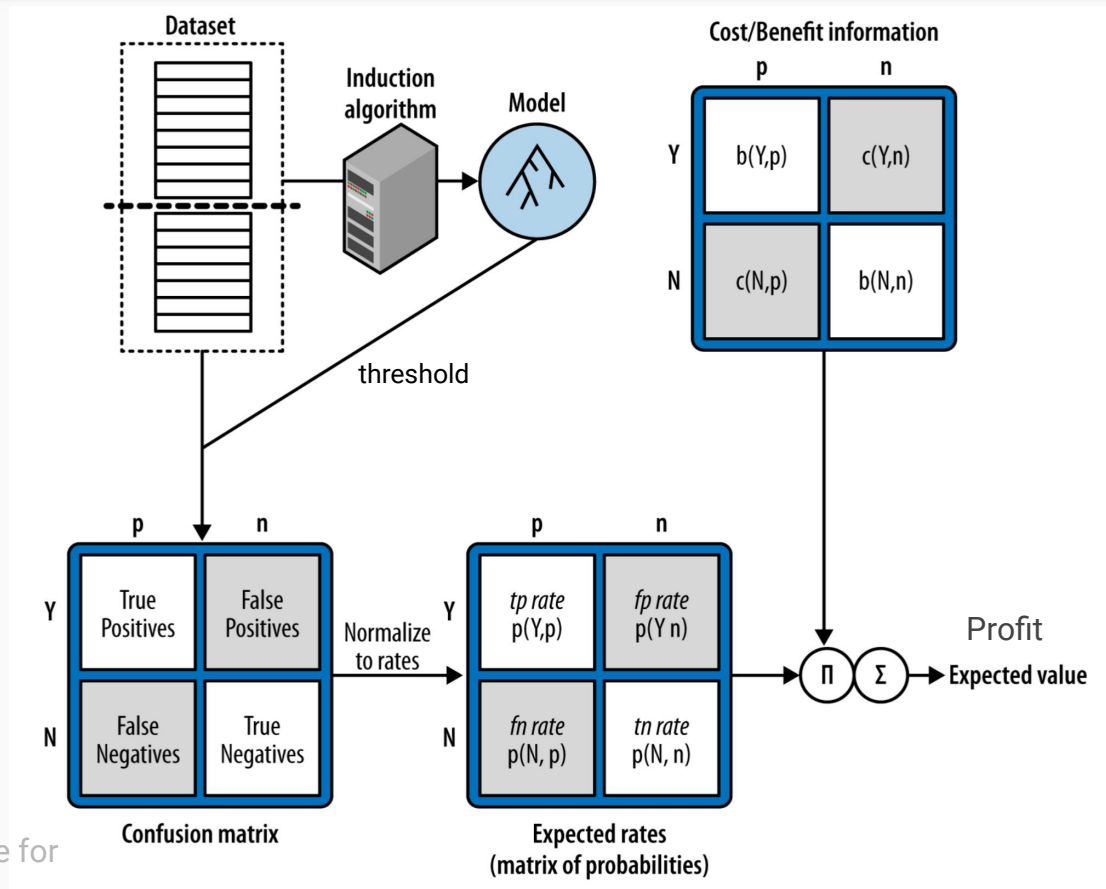 Dataset
Induction
algorithm
Model
threshold
Cost/Benefit information
p n
Y b(Y,p) c(Y,n)
N c(N,p) b(N,n)
p n
Y True
Positives
False
Positives
N False
Negatives
True
Negatives
Confusion matrix
Normalize
to rates
p n
Y tp rate
p(Y,p)
fp rate
p(Y n)
N fn rate
p(N, p)
tn rate
p(N, n)
Expected rates
(matrix of probabilities)
Π Σ
Profit
Expected value
e for